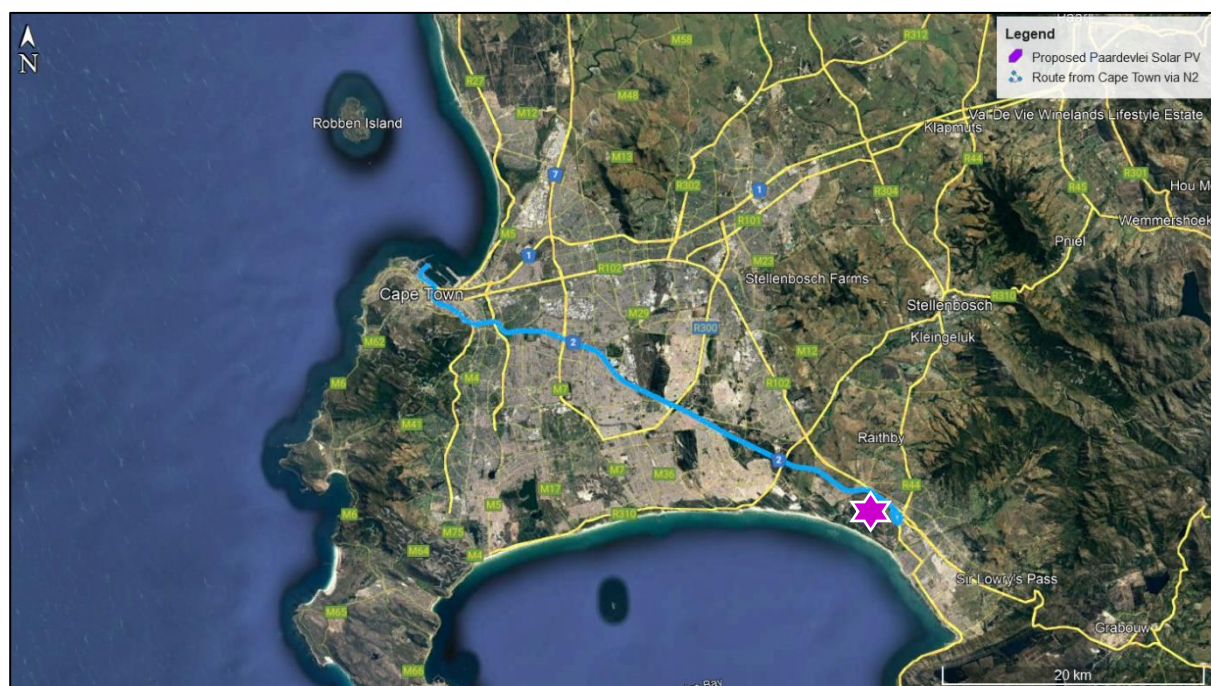 N
Legend
Proposed Paardevlei Solar PV
Route from Cape Town via N2
M58
R312
R27
M48
M12
Robben Island
Val De Vie Winelands Lifestyle Estate
Klapmuts
M13
R44
7
R302
1
R304
R45
R301
Wemmershoek
R101
M5
Pniel
1
R102
M23
Stellenbosch Farms
R310
Cape Town
Stellenbosch
M29
R300
Kleingeluk
M62
2
M12
M6
M4
R102
M7
M41
Raithby
2
M7
M36
R44
M17
M5
M6
R310
M75
M64
M4
Sir Lowry's Pass
M65
Grabouw
M66
20 km
Bay